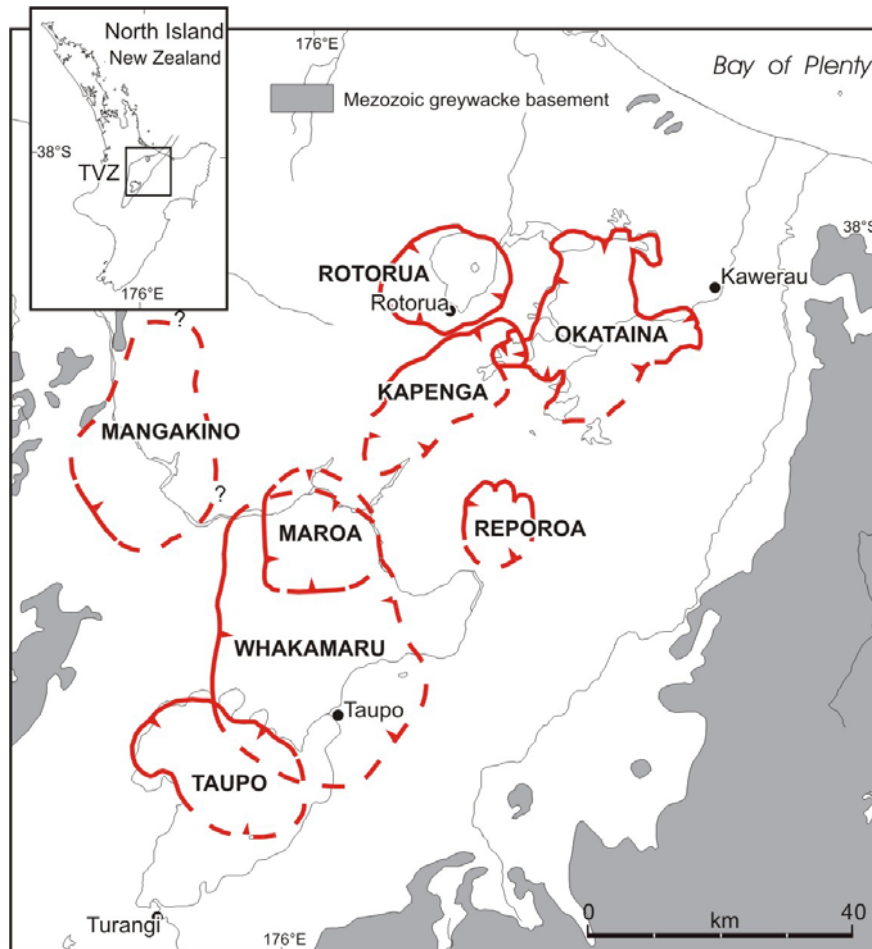 North Island
New Zealand
38°S
TVZ
176°E
176°E
Bay of Plenty
Mezozoic greywacke basement
38°S
ROTORUA
Rotorua
Kawerau
OKATAINA
?
KAPENGA
MANGAKINO
?
MAROA
REPOROA
WHAKAMARU
Taupo
TAUPO
Turangi
176°E
0
km
40